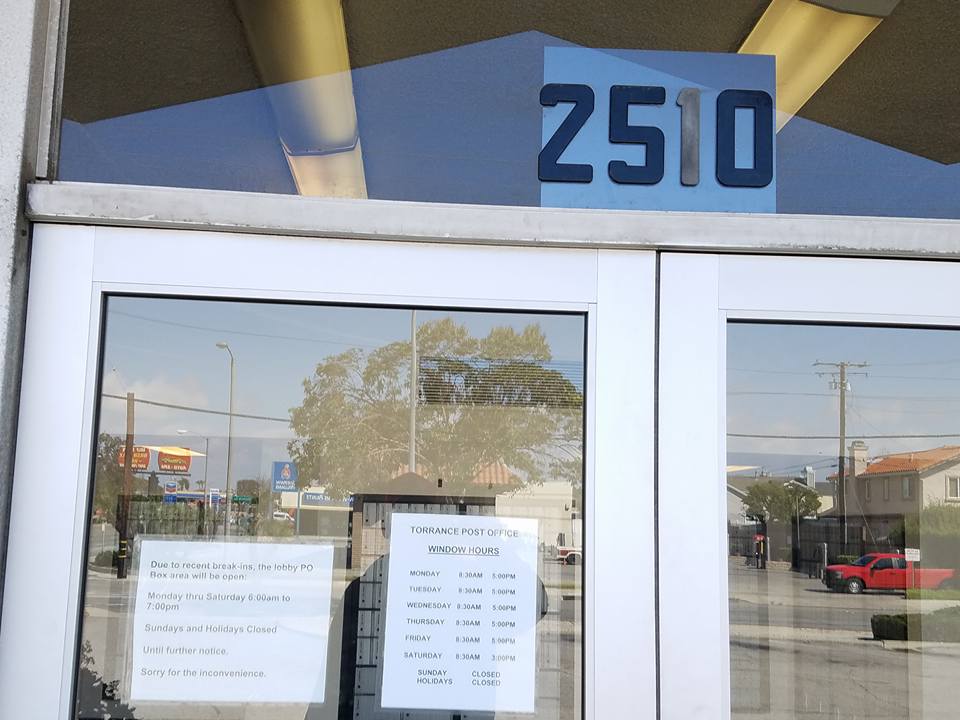 2510
TORRANCE POST OFFICE
WINDOW HOURS
MONDAY 8:30AM 5:00PM
TUESDAY 8:30AM 5:00PM
WEDNESDAY 8:30AM 5:00PM
THURSDAY 8:30AM 5:00PM
FRIDAY 8:30AM 5:00PM
SATURDAY 8:30AM 3:00PM
SUNDAY CLOSED
HOLIDAYS CLOSED
Due to recent break-ins, the lobby PO
Box area will be open:
Monday thru Saturday 6:00am to
7:00pm
Sundays and Holidays Closed
Until further notice.
Sorry for the inconvenience.